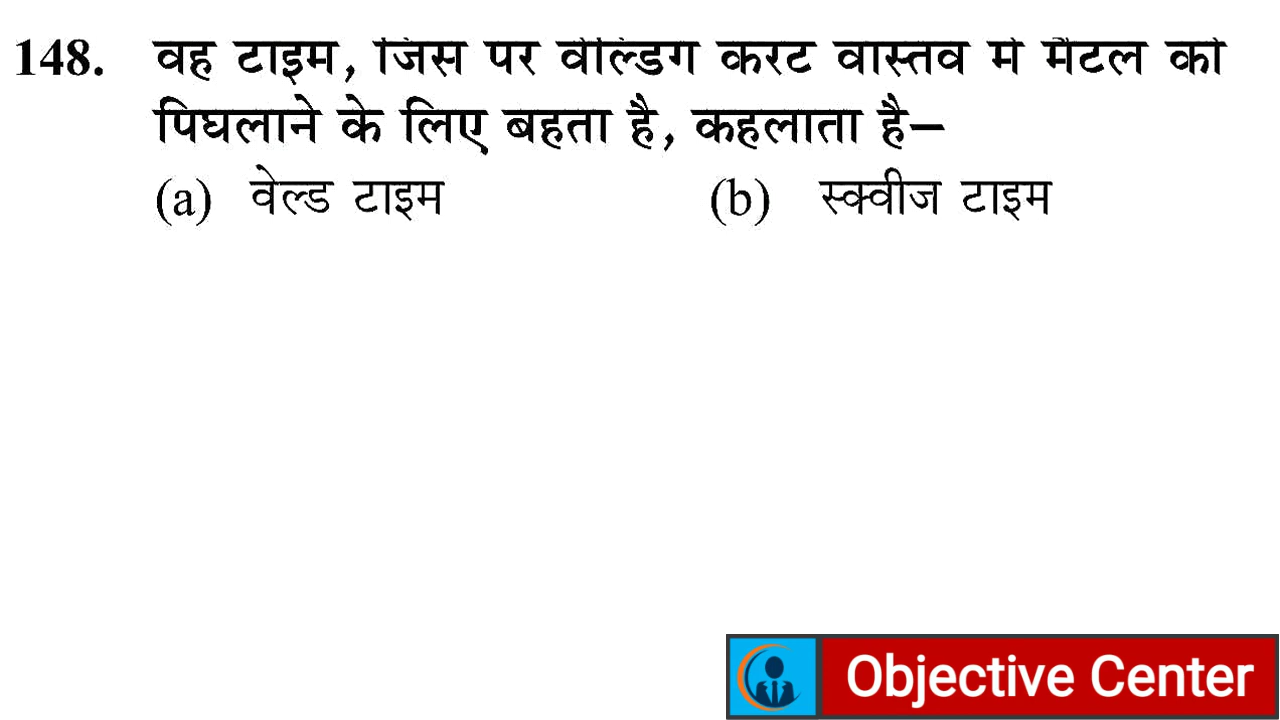 148. वह टाइम, जिस पर वेल्डिंग करंट वास्तव में मैटल को
पिघलाने के लिए बहता है, कहलाता है–
(a) वेल्ड टाइम (b) स्क्वीज टाइम
Objective Center